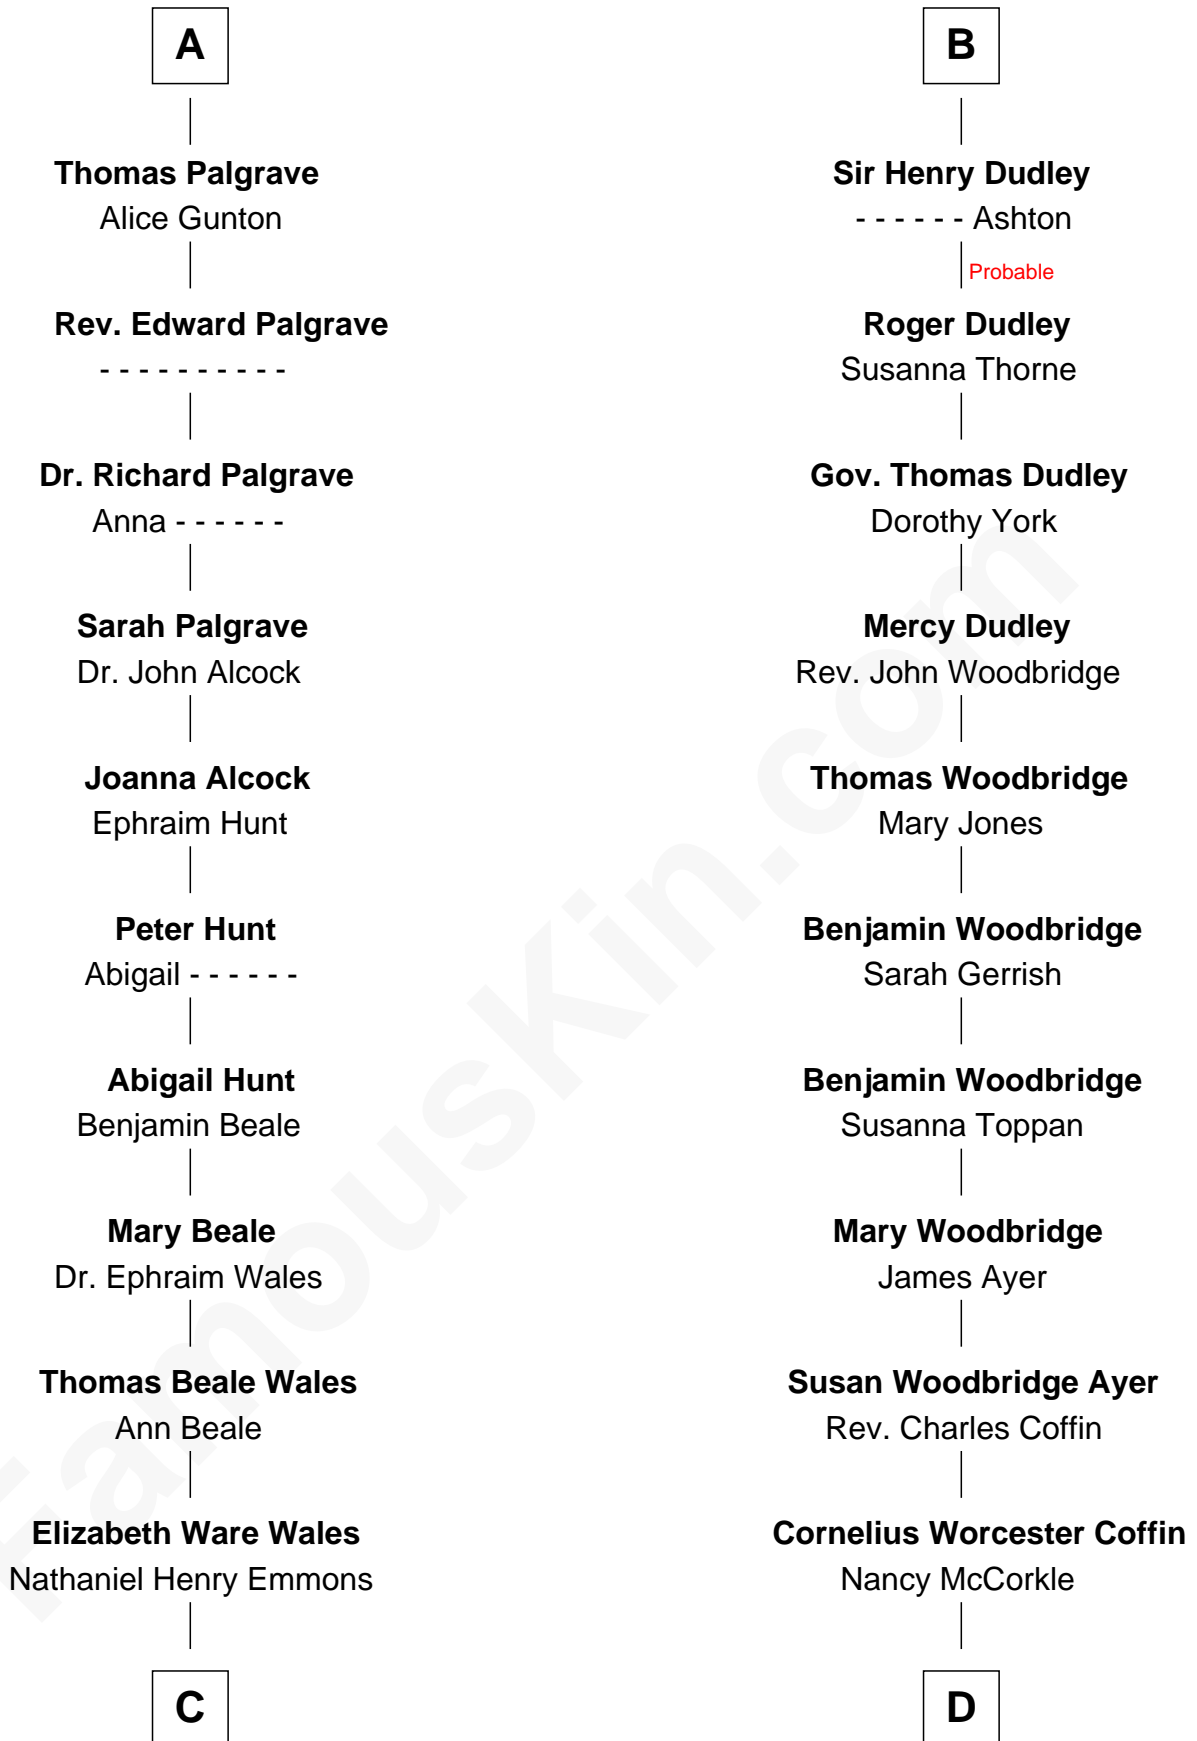 A
Thomas Palgrave
Alice Gunton
Rev. Edward Palgrave
- - - - - - - - - -
Dr. Richard Palgrave
Anna - - - - - -
Sarah Palgrave
Dr. John Alcock
Joanna Alcock
Ephraim Hunt
Peter Hunt
Abigail - - - - - -
Abigail Hunt
Benjamin Beale
Mary Beale
Dr. Ephraim Wales
Thomas Beale Wales
Ann Beale
Elizabeth Ware Wales
Nathaniel Henry Emmons
C
B
Sir Henry Dudley
- - - - - - Ashton
Probable
Roger Dudley
Susanna Thorne
Gov. Thomas Dudley
Dorothy York
Mercy Dudley
Rev. John Woodbridge
Thomas Woodbridge
Mary Jones
Benjamin Woodbridge
Sarah Gerrish
Benjamin Woodbridge
Susanna Toppan
Mary Woodbridge
James Ayer
Susan Woodbridge Ayer
Rev. Charles Coffin
Cornelius Worcester Coffin
Nancy McCorkle
D
FamousKin.com